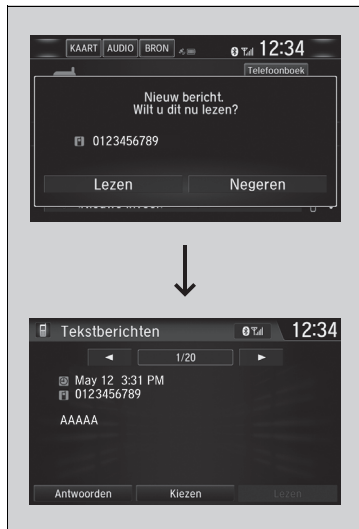 KAART AUDIO BRON 12:34
Telefoonboek
Nieuw bericht.
Wilt u dit nu lezen?
0123456789
Lezen Negeren
Tekstberichten 12:34
◄ 1/20 ►
May 12 3:31 PM
0123456789
AAAAA
Antwoorden Kiezen Lezen